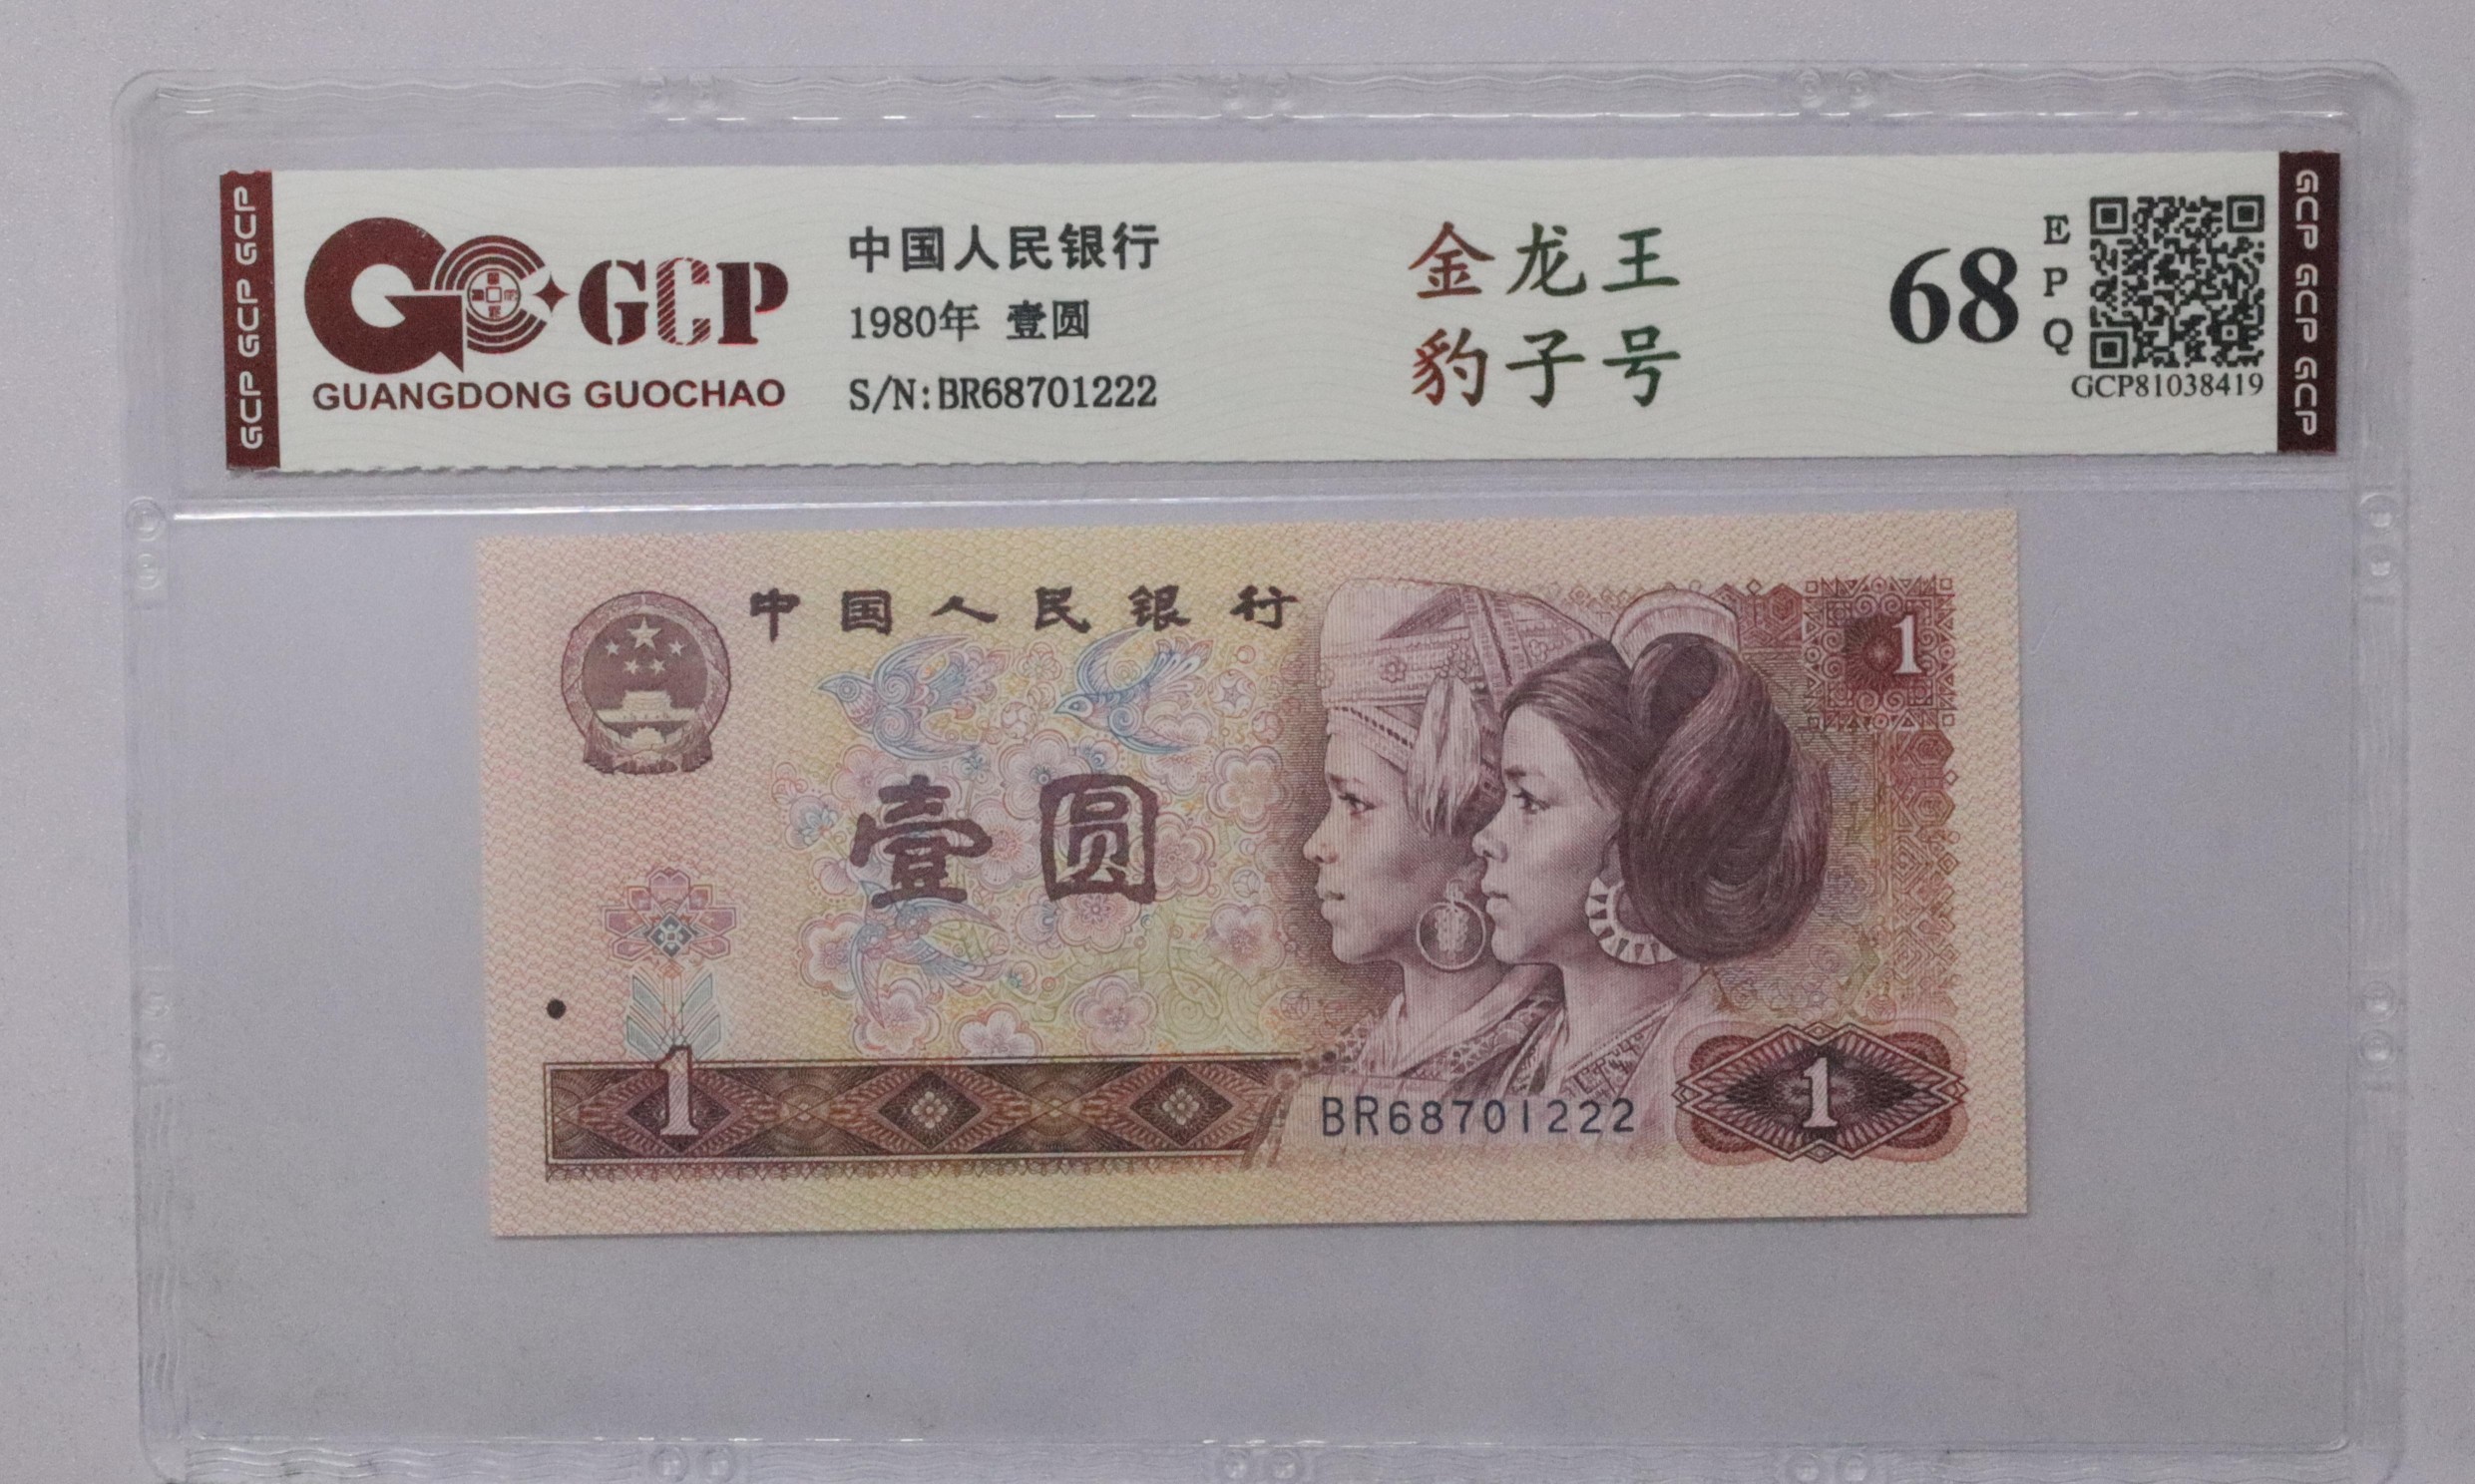 GCP GCP GCP
GCP
GUANGDONG GUOCHAO
中国人民银行
1980年 壹圆
S/N:BR68701222
金龙王
豹子号
68
E
P
Q
GCP81038419
GCP GCP GCP
中国人民银行
1
壹圆
1
BR68701222
1